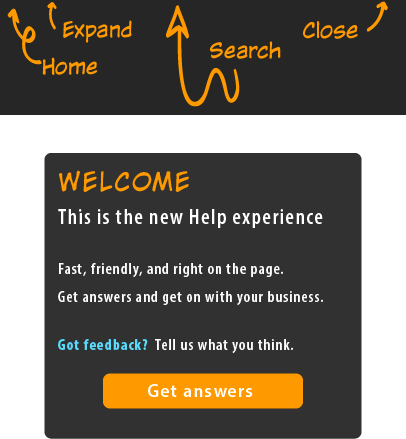 Expand
Close
Search
Home
WELCOME
This is the new Help experience
Fast, friendly, and right on the page.
Get answers and get on with your business.
Got feedback? Tell us what you think.
Get answers